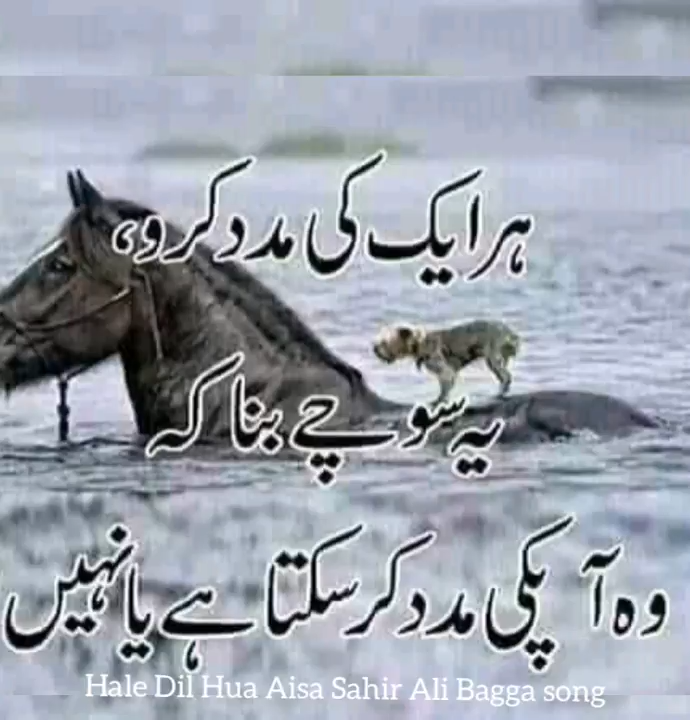 ہر ایک کی مدد کرو،
یہ سوچے بنا کہ
وہ آپکی مدد کر سکتا ہے یا نہیں
Hale Dil Hua Aisa Sahir Ali Bagga song